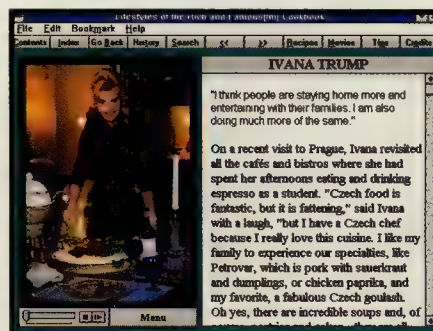 Lifestyles of the Rich and Famous(tm) Cookbook
File Edit Bookmark Help
Contents Index Go Back History Search << >> Recipes Movies Tips Credits
IVANA TRUMP
"I think people are staying home more and
entertaining with their families. I am also
doing much more of the same."
On a recent visit to Prague, Ivana revisited
all the cafés and bistros where she had
spent her afternoons eating and drinking
espresso as a student. "Czech food is
fantastic, but it is fattening," said Ivana
with a laugh, "but I have a Czech chef
because I really love this cuisine. I like my
family to experience our specialties, like
Petrovar, which is pork with sauerkraut
and dumplings, or chicken paprika, and
my favorite, a fabulous Czech goulash.
Oh yes, there are incredible soups and, of
Menu